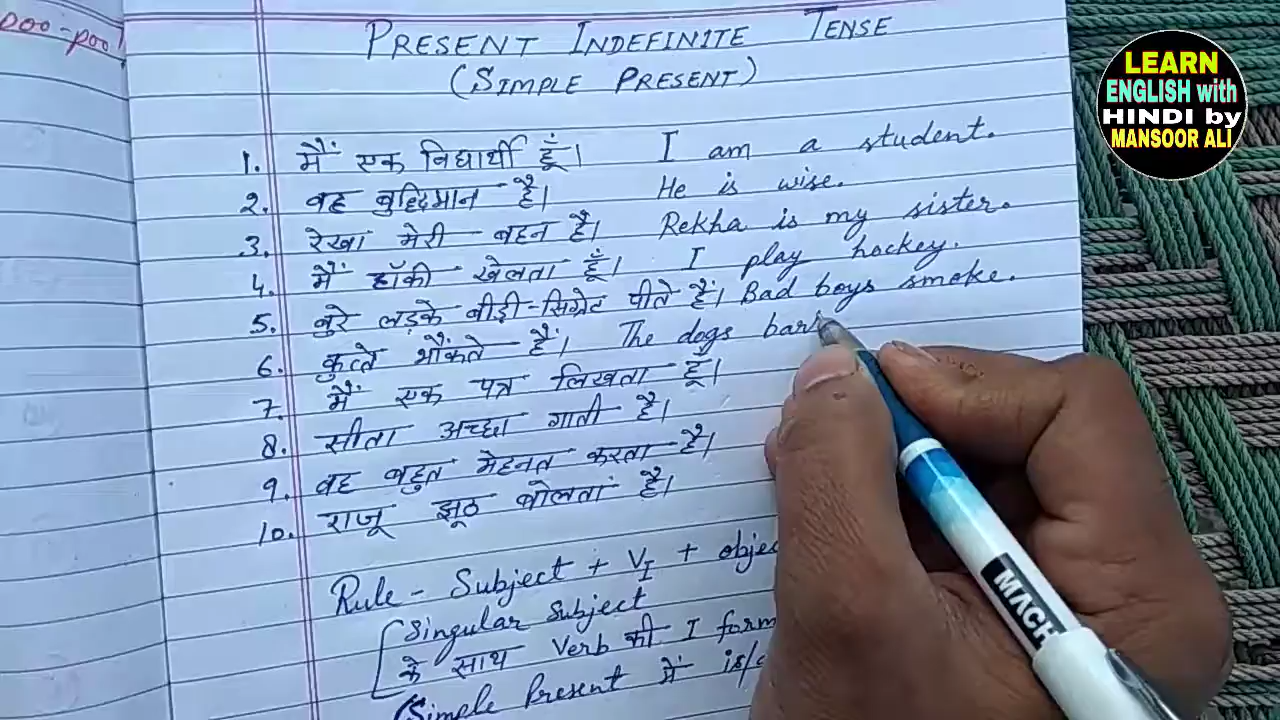 poo-poo
PRESENT INDEFINITE TENSE
(SIMPLE PRESENT)
LEARN
ENGLISH with
HINDI by
MANSOOR ALI
1. मैं एक विद्यार्थी हूँ। I am a student.
2. वह बुद्धिमान है। He is wise.
3. रेखा मेरी बहन है। Rekha is my sister.
4. मैं हॉकी खेलता हूँ। I play hockey.
5. बुरे लड़के बीड़ी-सिग्रेट पीते हैं। Bad boys smoke.
6. कुत्ते भौंकते हैं। The dogs bar
7. मैं एक पत्र लिखता हूँ।
8. सीता अच्छा गाती है।
9. वह बहुत मेहनत करता है।
10. राजू झूठ बोलता है।
Rule - Subject + V I + objec
Singular Subject
के साथ Verb की I form
(Simple Present में is/
MACH